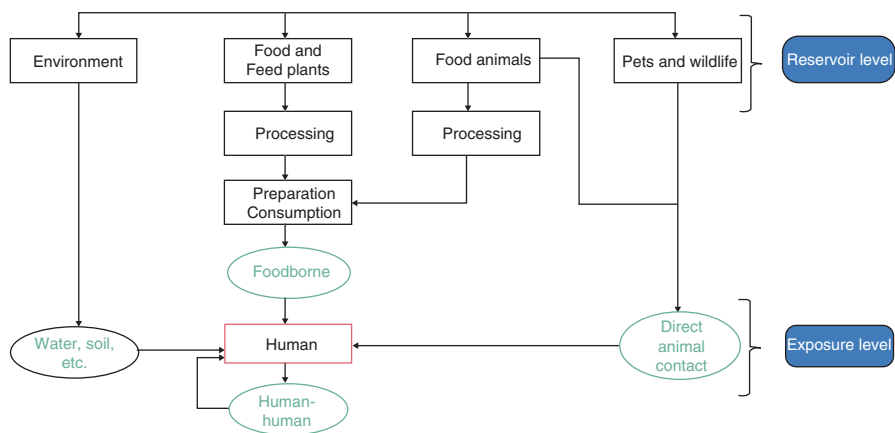 Environment
Food and
Feed plants
Food animals
Pets and wildlife
Reservoir level
Processing
Processing
Preparation
Consumption
Foodborne
Water, soil,
etc.
Human
Direct
animal
contact
Exposure level
Human-
human